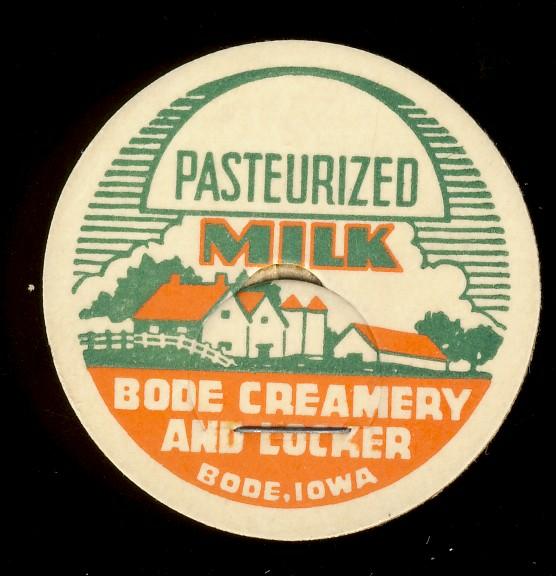 PASTEURIZED
MILK
BODE CREAMERY
AND LOCKER
BODE, IOWA